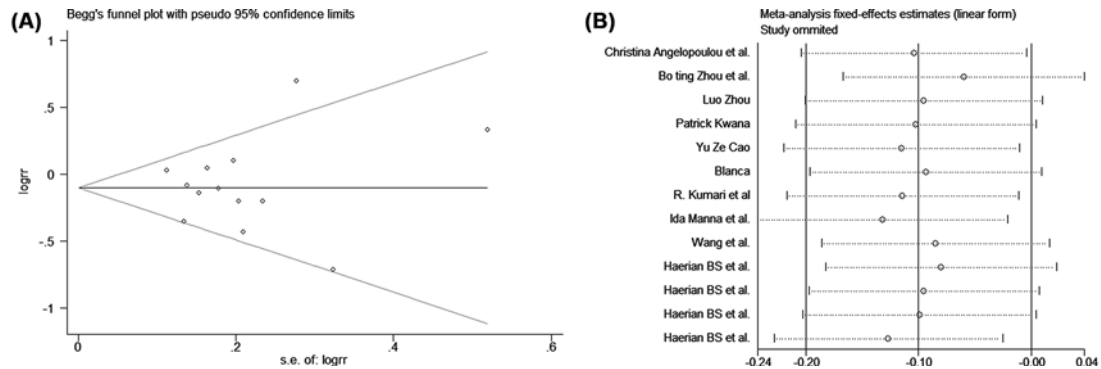 (A)
Begg's funnel plot with pseudo 95% confidence limits
1
.5
0
-.5
-1
logrr
0
.2
.4
.6
s.e. of: logrr
(B)
Meta-analysis fixed-effects estimates (linear form)
Study ommited
Christina Angelopoulou et al.
Bo ting Zhou et al.
Luo Zhou
Patrick Kwana
Yu Ze Cao
Blanca
R. Kumari et al
Ida Manna et al.
Wang et al.
Haerian BS et al.
Haerian BS et al.
Haerian BS et al.
Haerian BS et al.
-0.24
-0.20
-0.10
-0.00
0.04